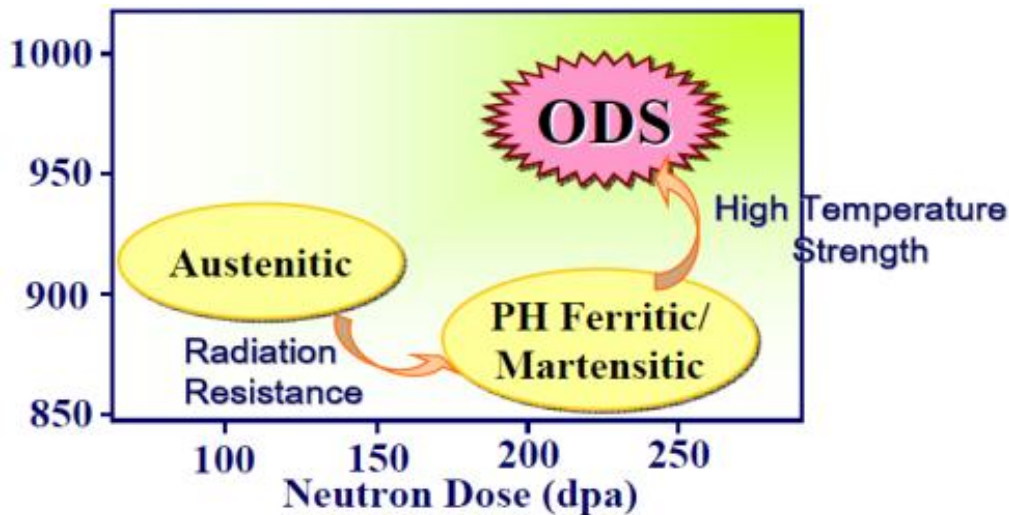 1000
950
900
850
ODS
High Temperature
Strength
Austenitic
PH Ferritic/
Martensitic
Radiation
Resistance
100
150
200
250
Neutron Dose (dpa)